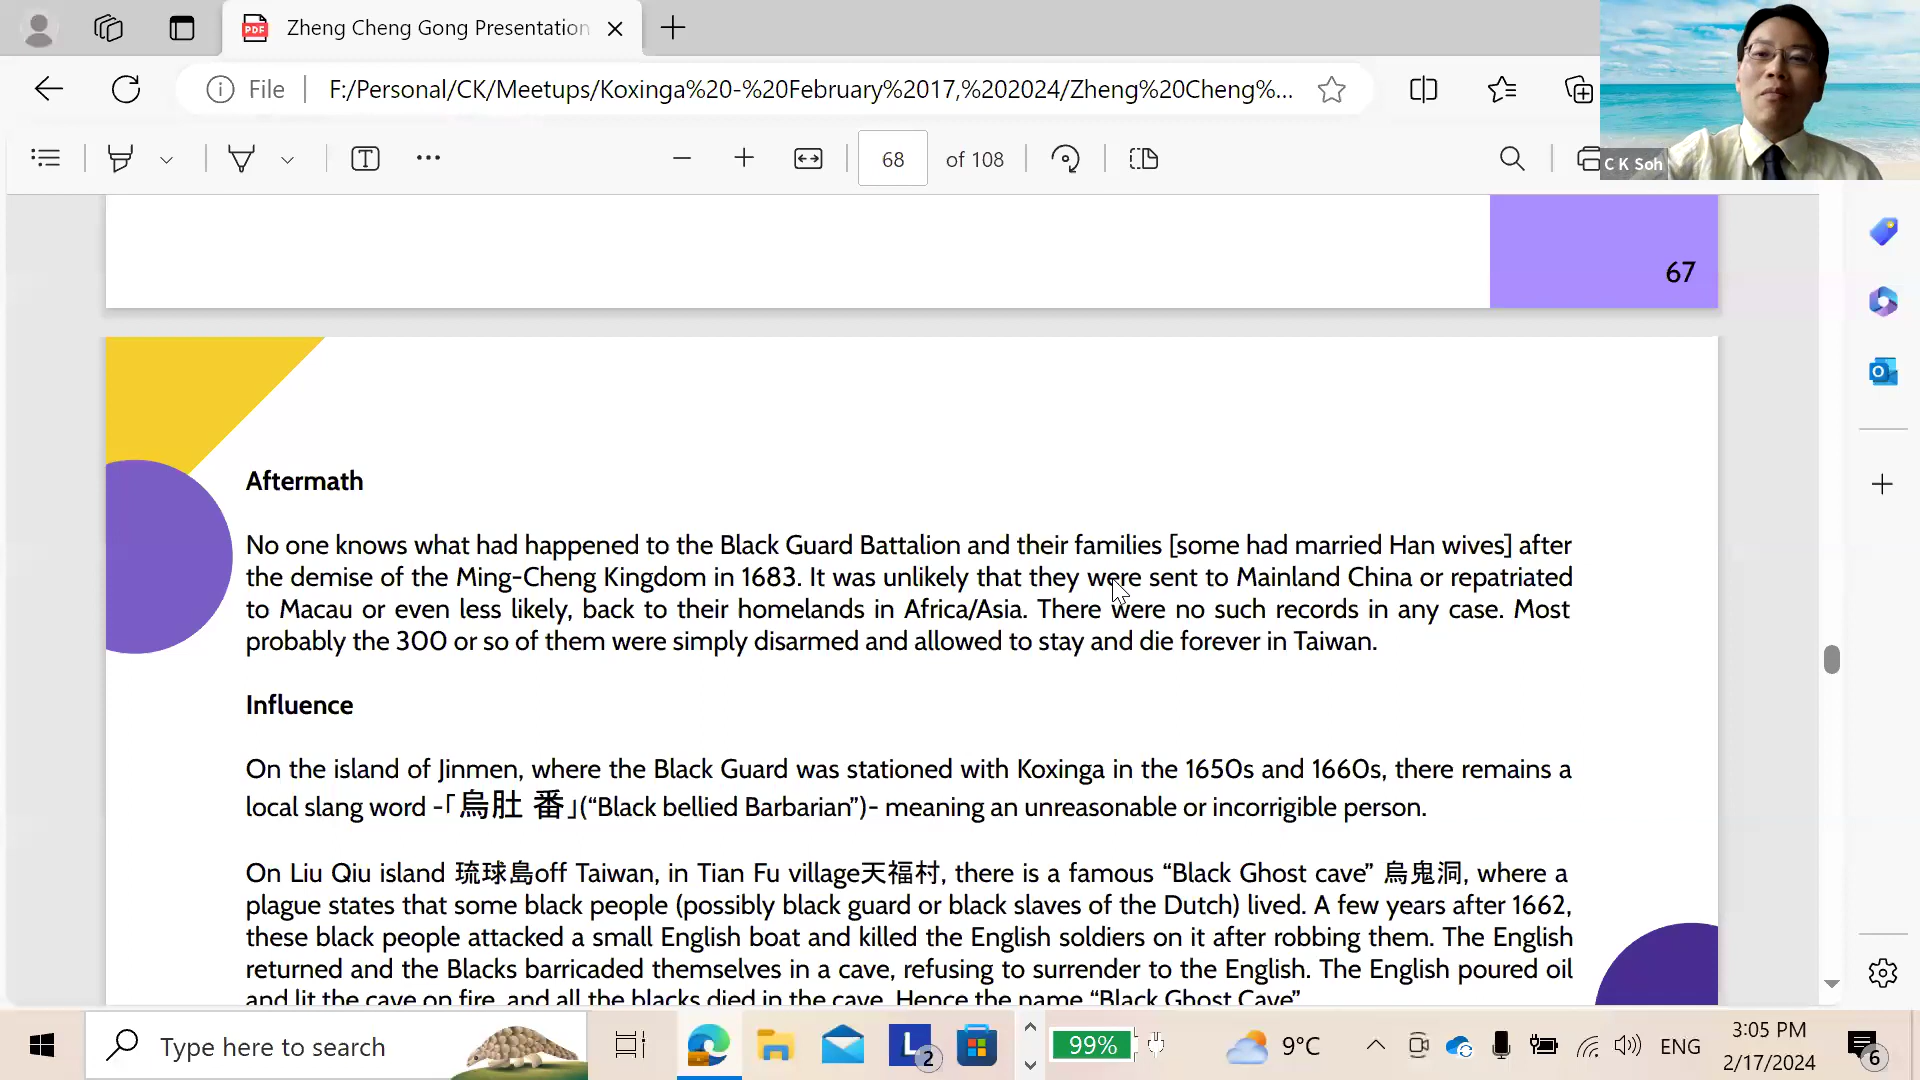 Zheng Cheng Gong Presentation
File
F:/Personal/CK/Meetups/Koxinga%20-%20February%2017,%202024/Zheng%20Cheng%...
68 of 108
C K Soh
67
Aftermath
No one knows what had happened to the Black Guard Battalion and their families [some had married Han wives] after
the demise of the Ming-Cheng Kingdom in 1683. It was unlikely that they were sent to Mainland China or repatriated
to Macau or even less likely, back to their homelands in Africa/Asia. There were no such records in any case. Most
probably the 300 or so of them were simply disarmed and allowed to stay and die forever in Taiwan.
Influence
On the island of Jinmen, where the Black Guard was stationed with Koxinga in the 1650s and 1660s, there remains a
local slang word -「烏肚 番」(“Black bellied Barbarian”)- meaning an unreasonable or incorrigible person.
On Liu Qiu island 琉球島off Taiwan, in Tian Fu village天福村, there is a famous “Black Ghost cave” 烏鬼洞, where a
plague states that some black people (possibly black guard or black slaves of the Dutch) lived. A few years after 1662,
these black people attacked a small English boat and killed the English soldiers on it after robbing them. The English
returned and the Blacks barricaded themselves in a cave, refusing to surrender to the English. The English poured oil
and lit the cave on fire, and all the blacks died in the cave. Hence the name “Black Ghost Cave”
Type here to search
L 2
99%
9°C
ENG
3:05 PM
2/17/2024
6